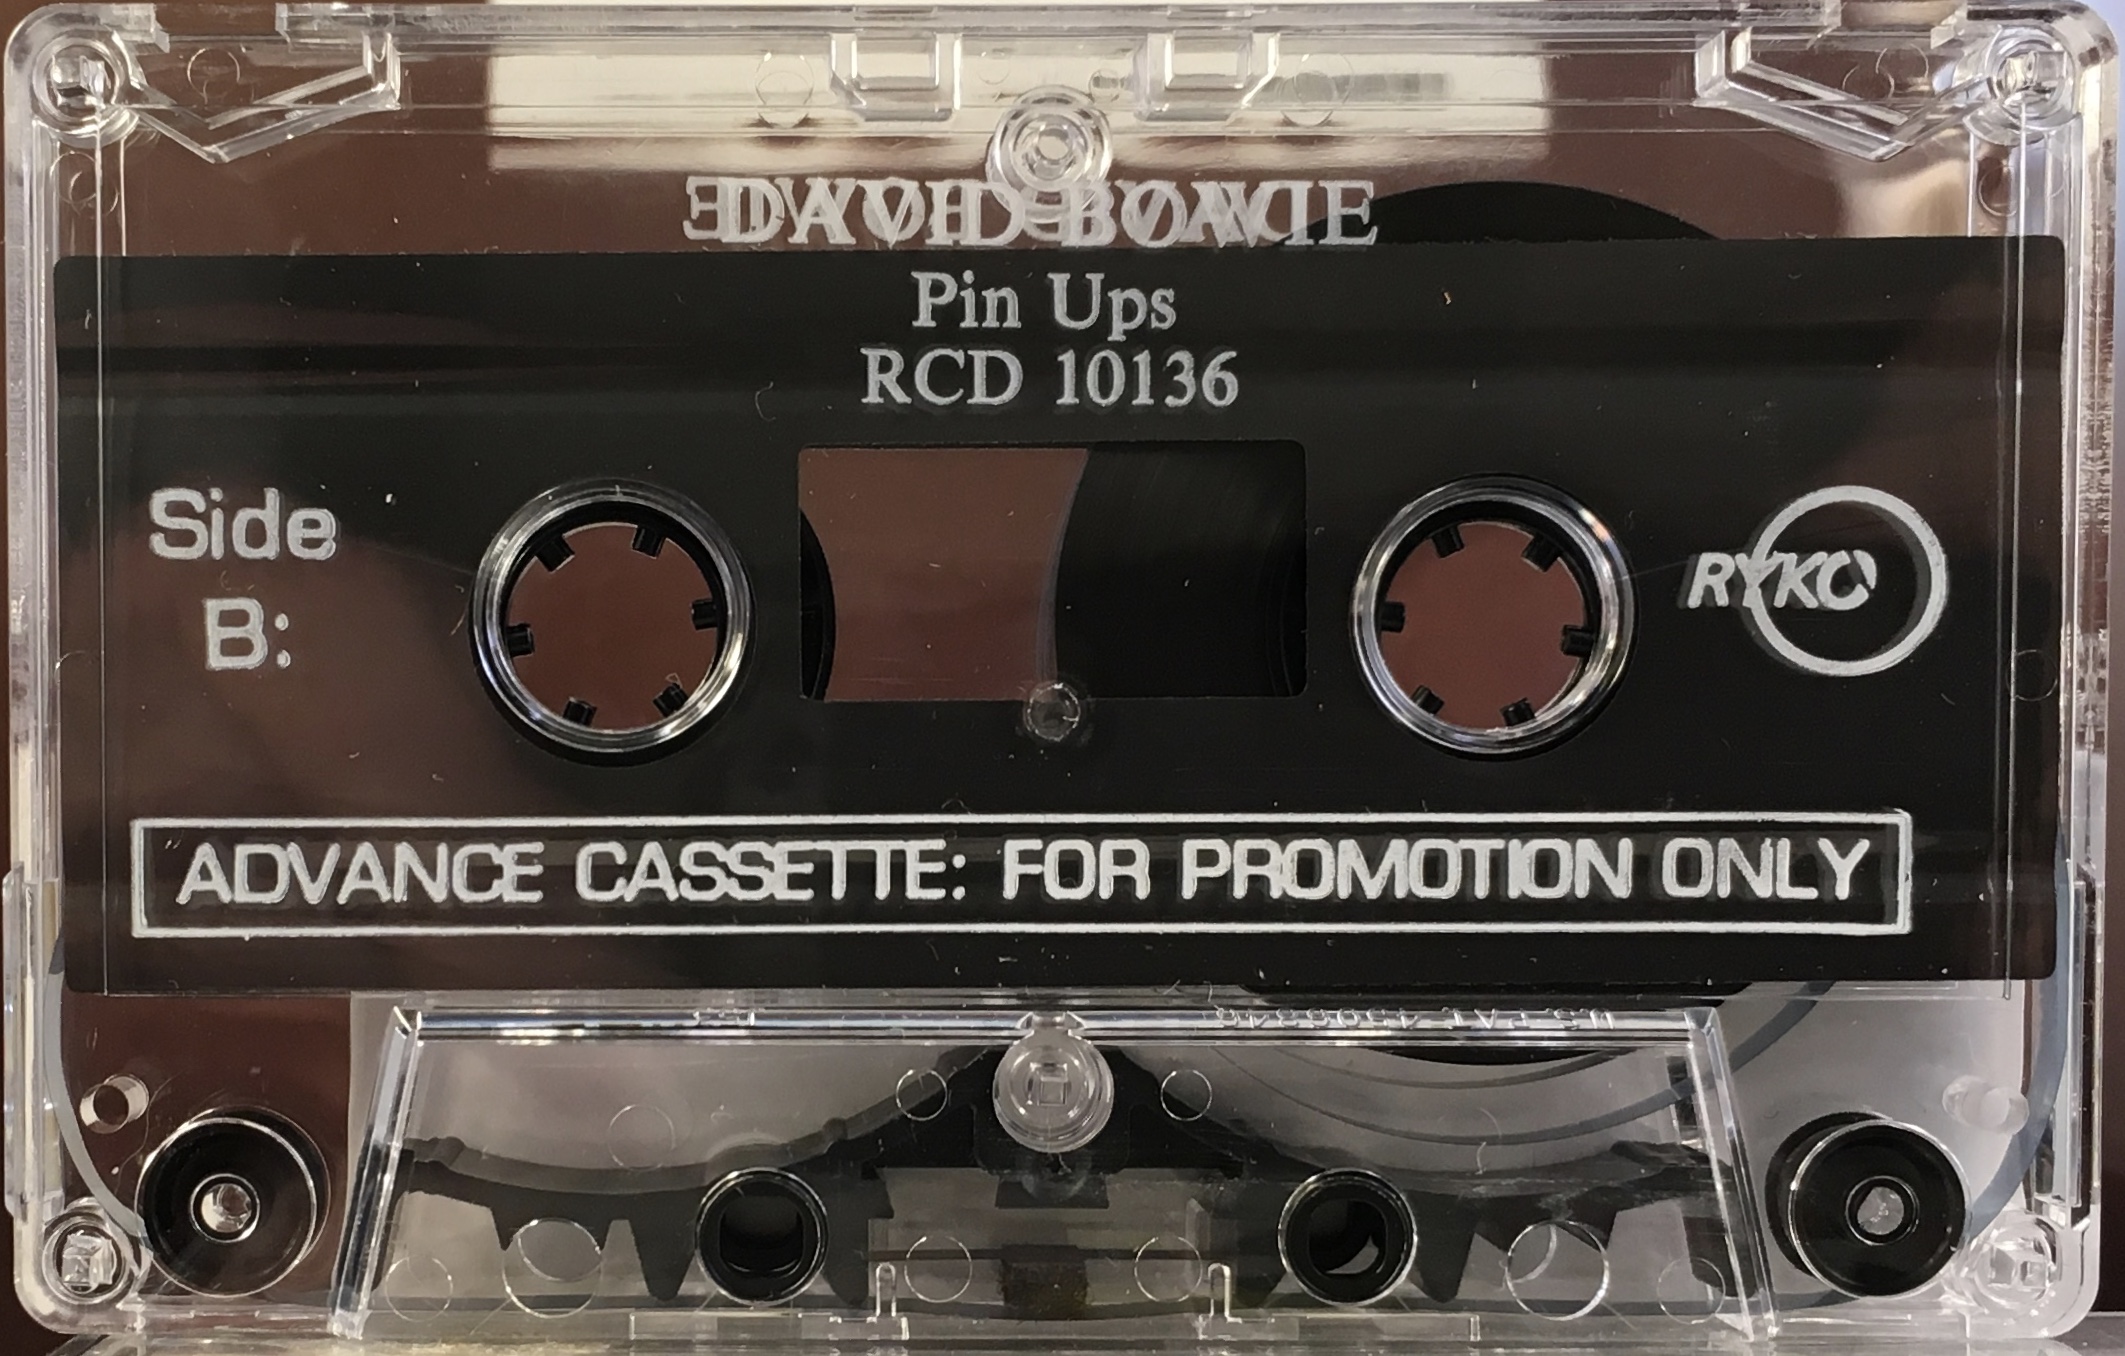 DAVID BOWIE
Pin Ups
RCD 10136
Side
B:
RYKO
ADVANCE CASSETTE: FOR PROMOTION ONLY